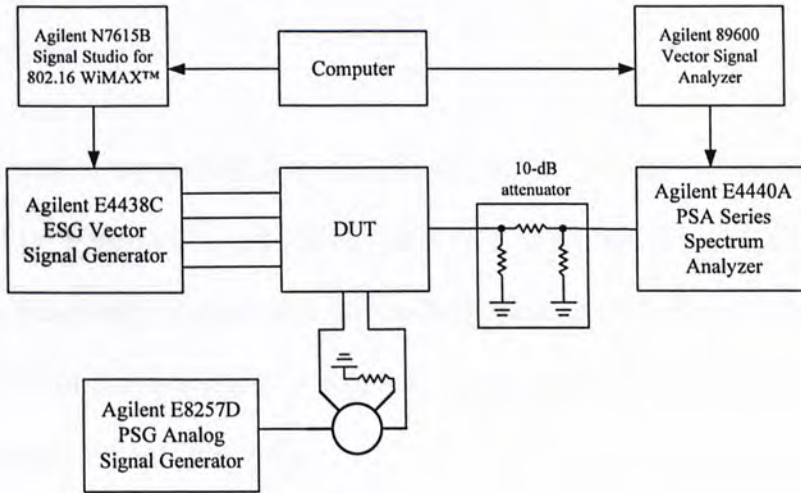 Agilent N7615B
Signal Studio for
802.16 WiMAX™
Computer
Agilent 89600
Vector Signal
Analyzer
Agilent E4438C
ESG Vector
Signal Generator
DUT
10-dB
attenuator
Agilent E4440A
PSA Series
Spectrum
Analyzer
Agilent E8257D
PSG Analog
Signal Generator